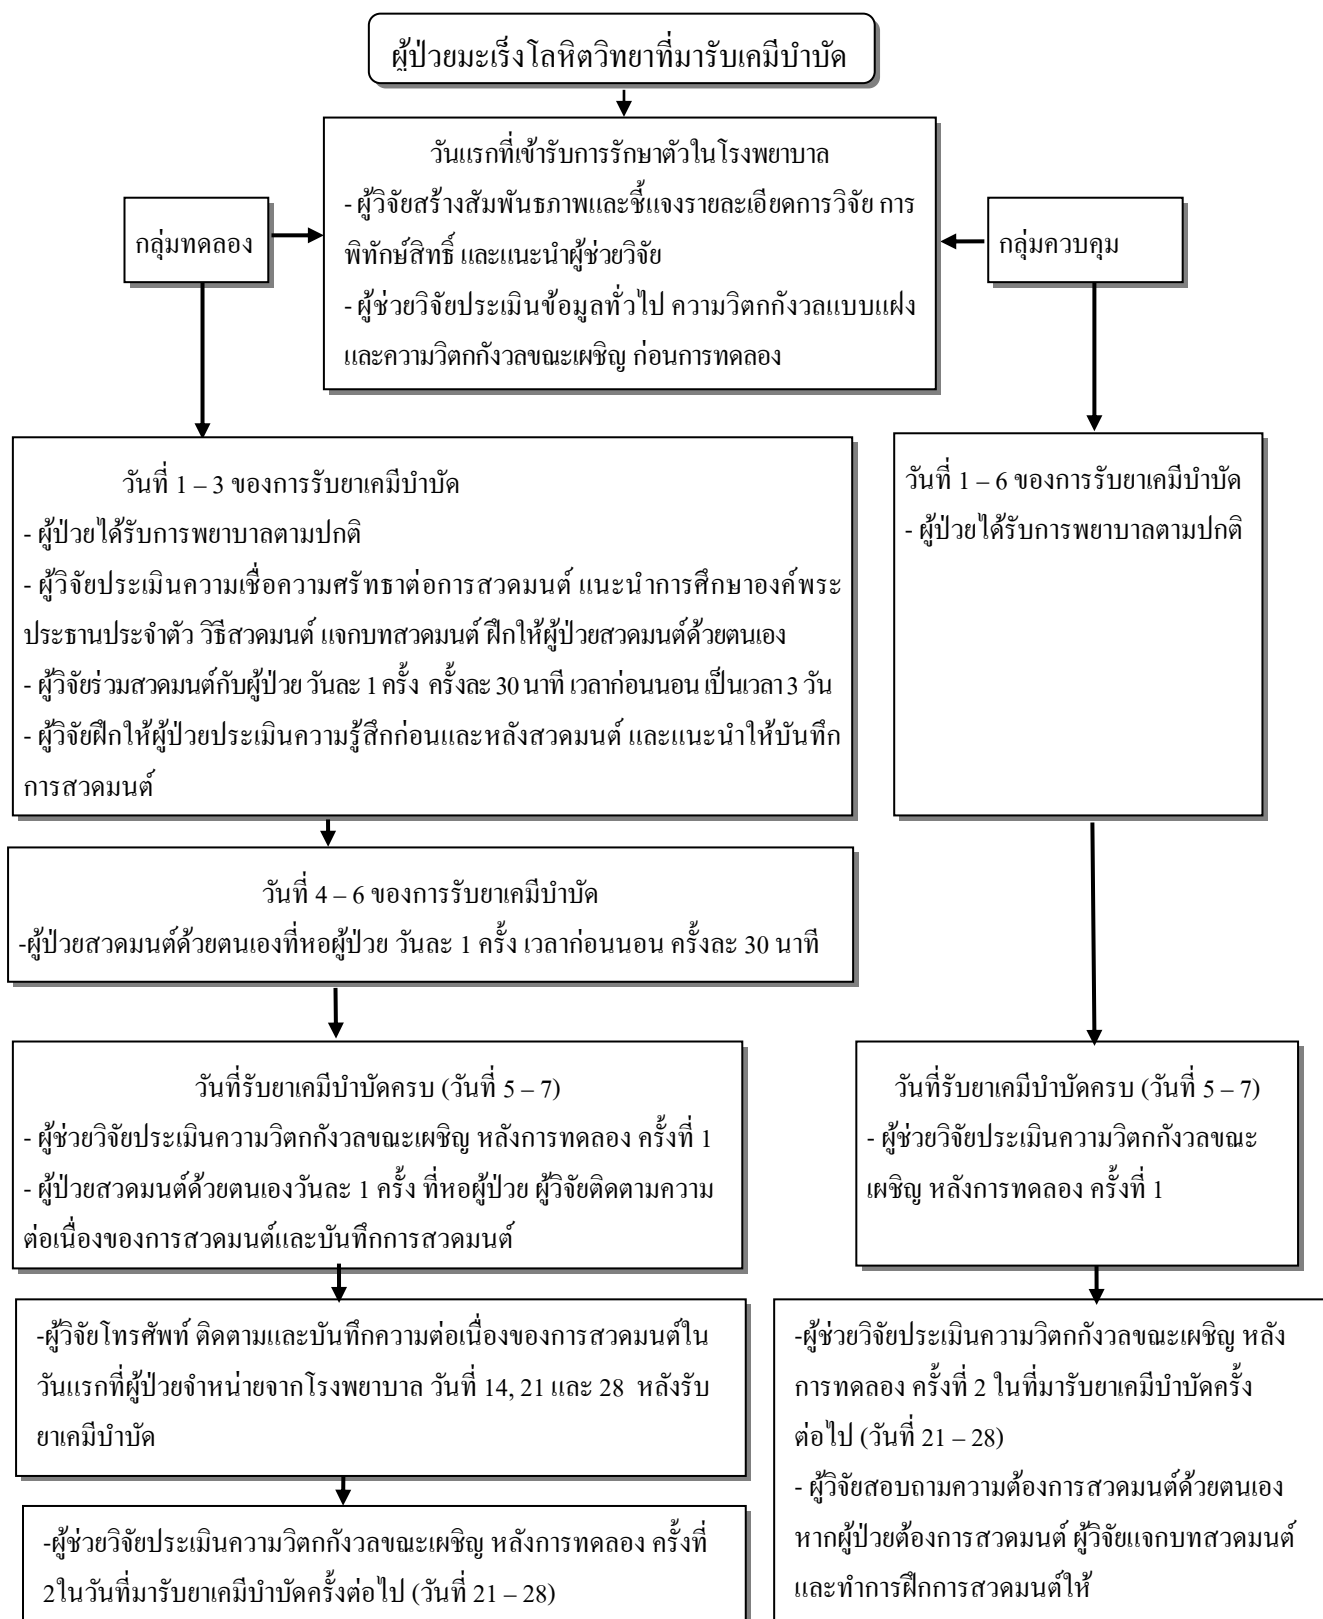 ผู้ป่วยมะเร็งโลหิตวิทยาที่มารับเคมีบำบัด
วันแรกที่เข้ารับการรักษาตัวในโรงพยาบาล
- ผู้วิจัยสร้างสัมพันธภาพและชี้แจงรายละเอียดการวิจัย การ
พิทักษ์สิทธิ์ และแนะนำผู้ช่วยวิจัย
- ผู้ช่วยวิจัยประเมินข้อมูลทั่วไป ความวิตกกังวลแบบแฝง
และความวิตกกังวลขณะเผชิญ ก่อนการทดลอง
กลุ่มทดลอง
กลุ่มควบคุม
วันที่ 1 – 3 ของการรับยาเคมีบำบัด
- ผู้ป่วยได้รับการพยาบาลตามปกติ
- ผู้วิจัยประเมินความเชื่อความศรัทธาต่อการสวดมนต์ แนะนำการศึกษาองค์พระ
ประธานประจำตัว วิธีสวดมนต์ แจกบทสวดมนต์ ฝึกให้ผู้ป่วยสวดมนต์ด้วยตนเอง
- ผู้วิจัยร่วมสวดมนต์กับผู้ป่วย วันละ 1 ครั้ง ครั้งละ 30 นาที เวลาก่อนนอน เป็นเวลา 3 วัน
- ผู้วิจัยฝึกให้ผู้ป่วยประเมินความรู้สึกก่อนและหลังสวดมนต์ และแนะนำให้บันทึก
การสวดมนต์
วันที่ 1 – 6 ของการรับยาเคมีบำบัด
- ผู้ป่วยได้รับการพยาบาลตามปกติ
วันที่ 4 – 6 ของการรับยาเคมีบำบัด
-ผู้ป่วยสวดมนต์ด้วยตนเองที่หอผู้ป่วย วันละ 1 ครั้ง เวลาก่อนนอน ครั้งละ 30 นาที
วันที่รับยาเคมีบำบัดครบ (วันที่ 5 – 7)
- ผู้ช่วยวิจัยประเมินความวิตกกังวลขณะเผชิญ หลังการทดลอง ครั้งที่ 1
- ผู้ป่วยสวดมนต์ด้วยตนเองวันละ 1 ครั้ง ที่หอผู้ป่วย ผู้วิจัยติดตามความ
ต่อเนื่องของการสวดมนต์และบันทึกการสวดมนต์
วันที่รับยาเคมีบำบัดครบ (วันที่ 5 – 7)
- ผู้ช่วยวิจัยประเมินความวิตกกังวลขณะ
เผชิญ หลังการทดลอง ครั้งที่ 1
-ผู้วิจัยโทรศัพท์ ติดตามและบันทึกความต่อเนื่องของการสวดมนต์ใน
วันแรกที่ผู้ป่วยจำหน่ายจากโรงพยาบาล วันที่ 14, 21 และ 28 หลังรับ
ยาเคมีบำบัด
-ผู้ช่วยวิจัยประเมินความวิตกกังวลขณะเผชิญ หลังการทดลอง ครั้งที่
2 ในวันที่มารับยาเคมีบำบัดครั้งต่อไป (วันที่ 21 – 28)
-ผู้ช่วยวิจัยประเมินความวิตกกังวลขณะเผชิญ หลัง
การทดลอง ครั้งที่ 2 ในที่มารับยาเคมีบำบัดครั้ง
ต่อไป (วันที่ 21 – 28)
- ผู้วิจัยสอบถามความต้องการสวดมนต์ด้วยตนเอง
หากผู้ป่วยต้องการสวดมนต์ ผู้วิจัยแจกบทสวดมนต์
และทำการฝึกการสวดมนต์ให้